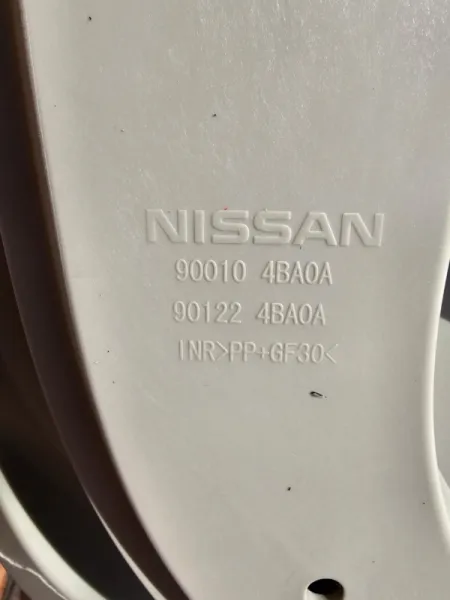 NISSAN
90010 4BA0A
90122 4BA0A
INR>PP+GF30<